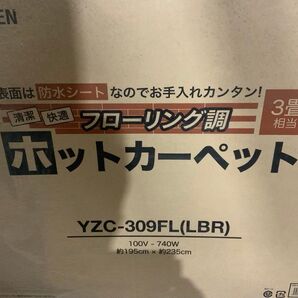 EN
表面は防水シートなのでお手入れカンタン!
清潔 快適 フローリング調
3畳
相当
ホットカーペット
YZC-309FL(LBR)
100V - 740W
約195cm × 約235cm